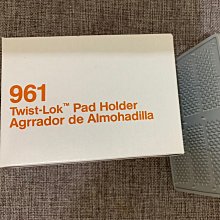 961
Twist-Lok™ Pad Holder
Agrrador de Almohadilla